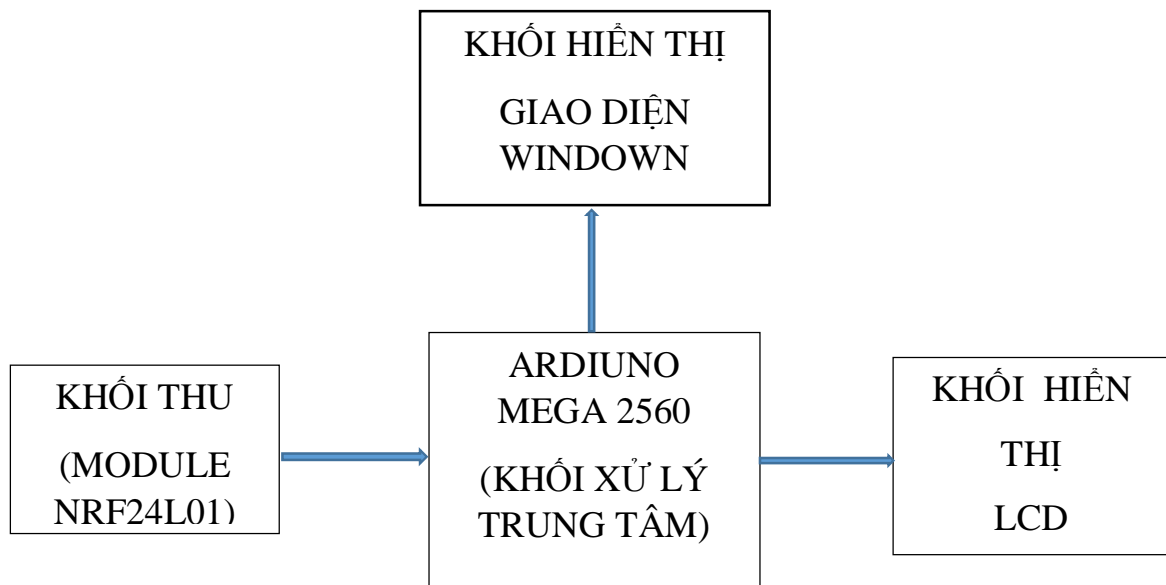 KHỐI HIỂN THỊ
GIAO DIỆN
WINDOWN
KHỐI THU
(MODULE
NRF24L01)
ARDIUNO
MEGA 2560
(KHỐI XỬ LÝ
TRUNG TÂM)
KHỐI HIỂN
THỊ
LCD